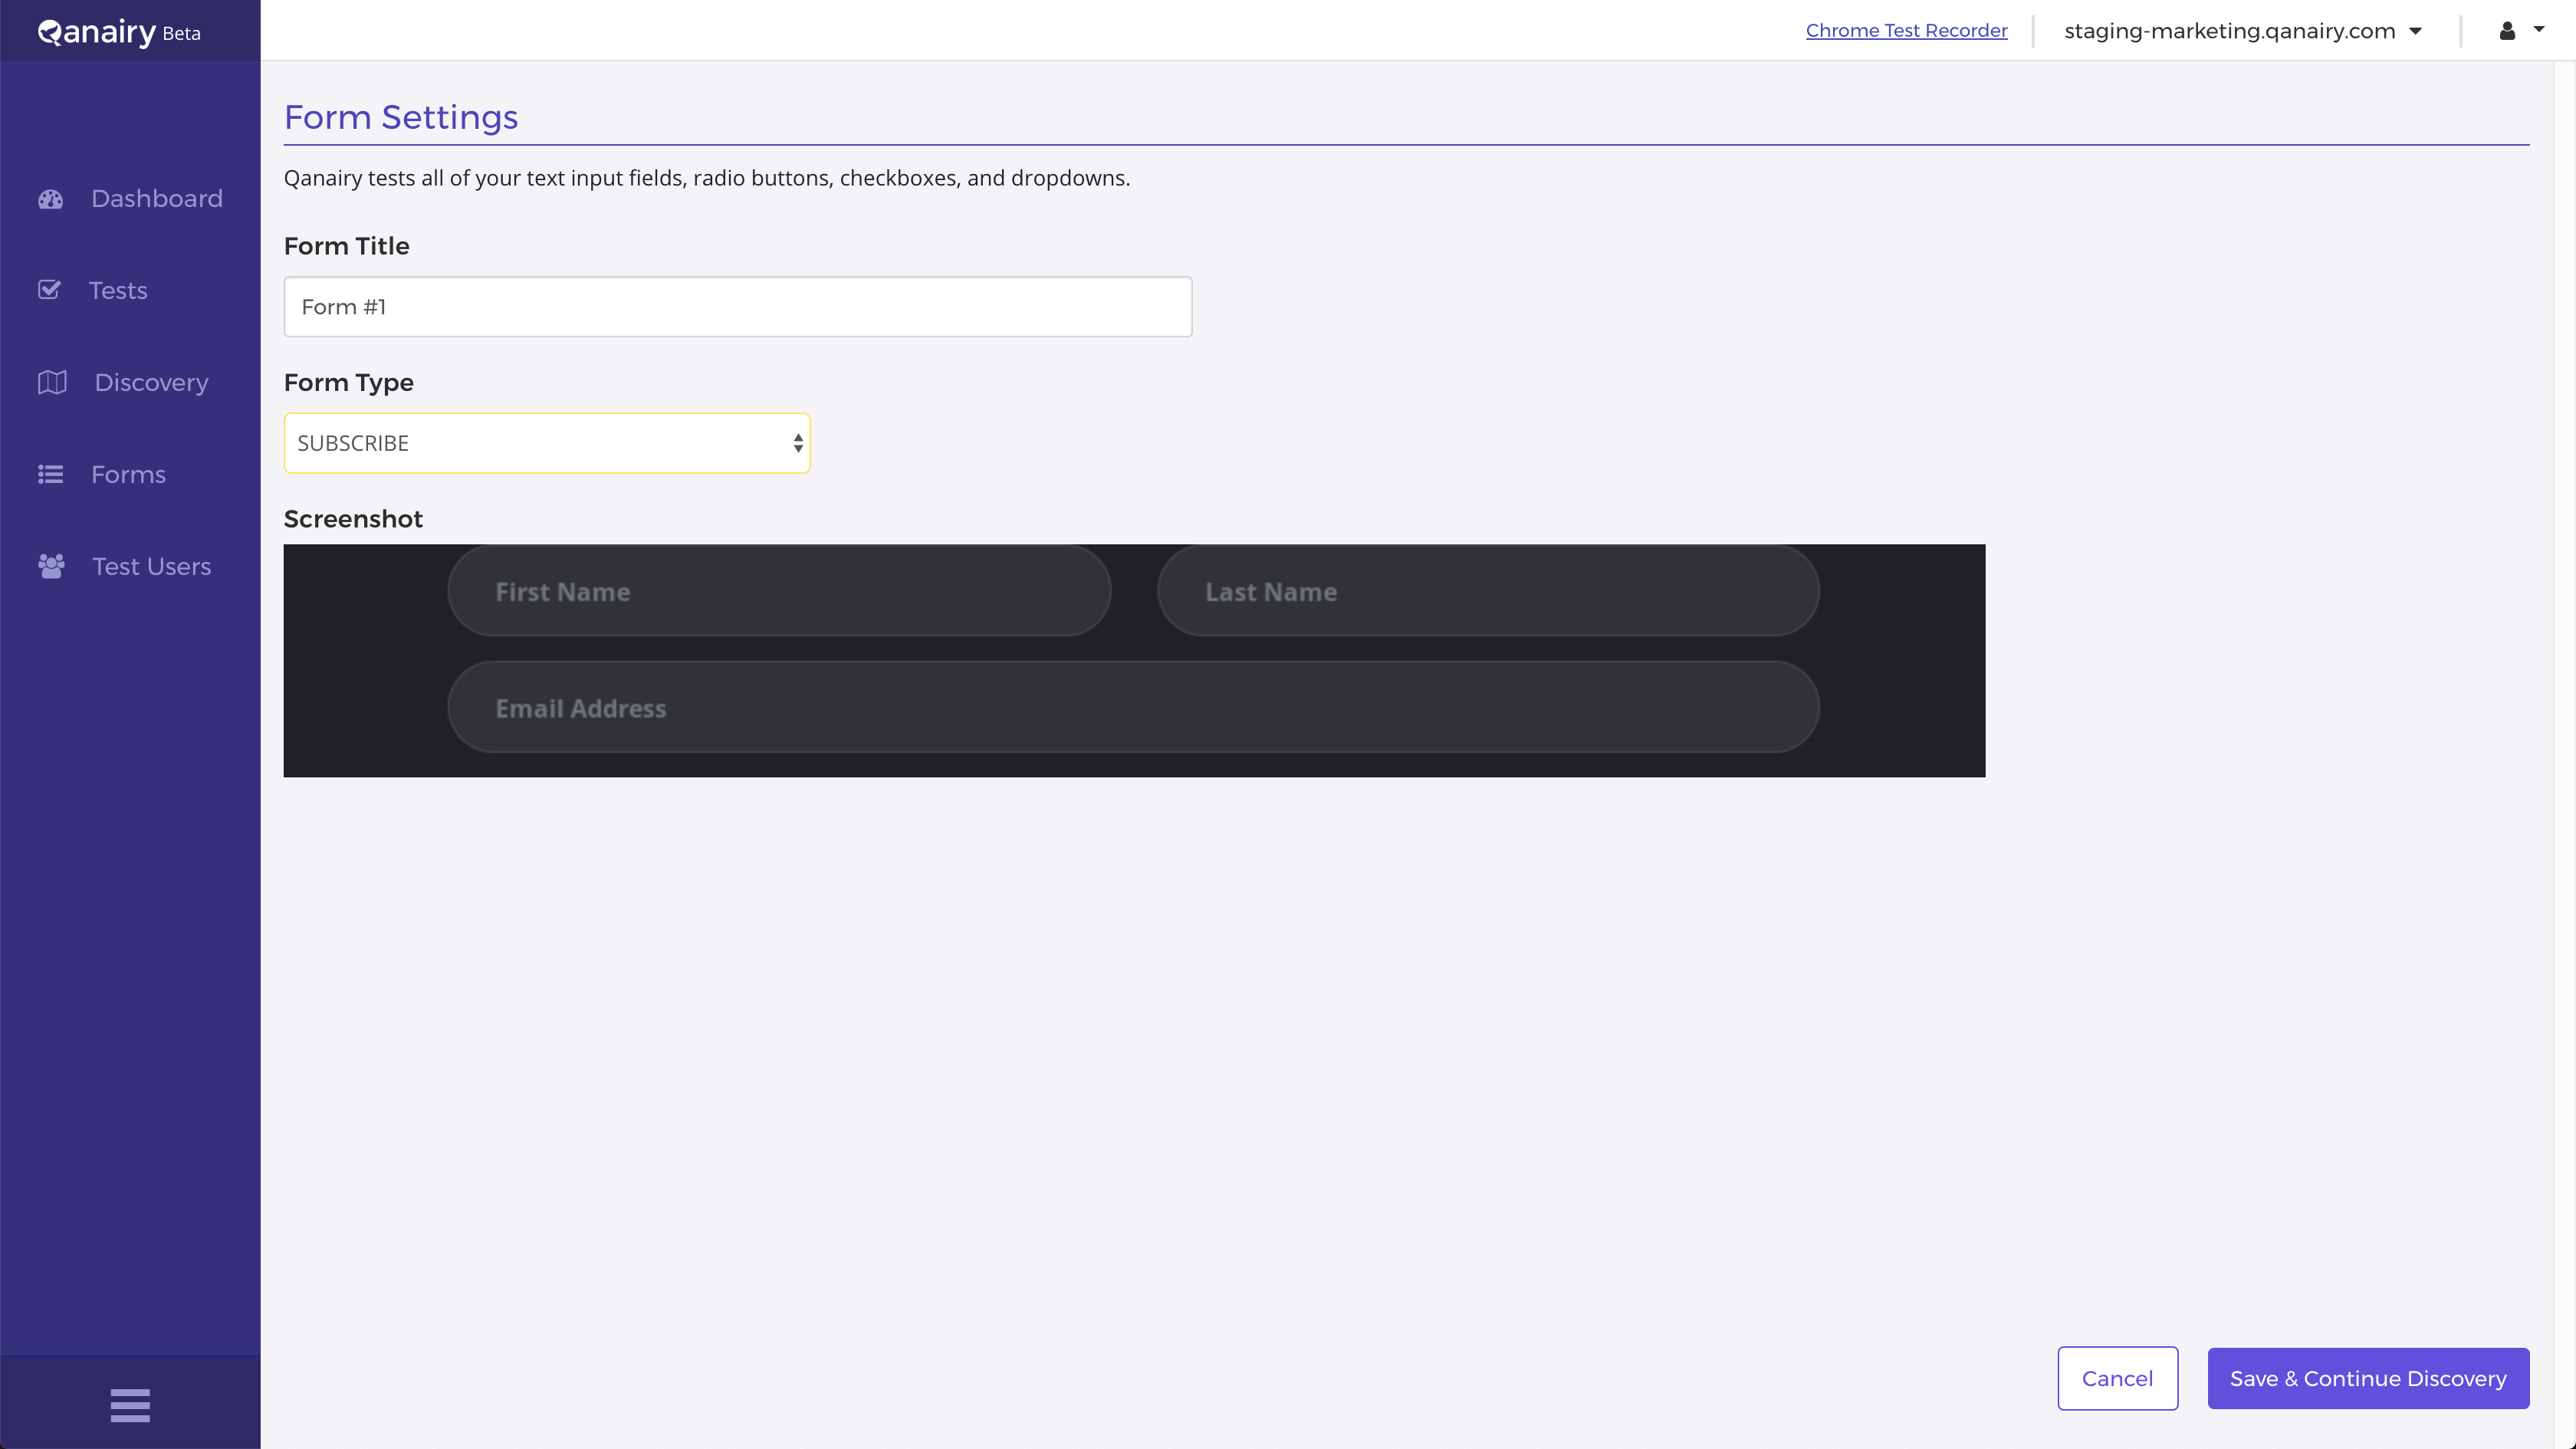 Qanairy Beta
Chrome Test Recorder
staging-marketing.qanairy.com
Dashboard
Tests
Discovery
Forms
Test Users
Form Settings
Qanairy tests all of your text input fields, radio buttons, checkboxes, and dropdowns.
Form Title
Form #1
Form Type
SUBSCRIBE
Screenshot
First Name
Last Name
Email Address
Cancel
Save & Continue Discovery